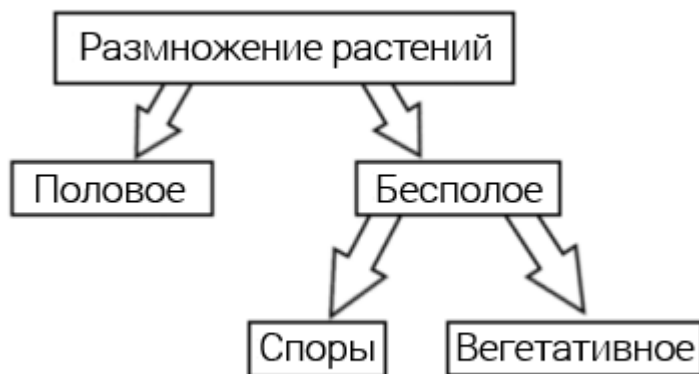 Размножение растений
Половое
Бесполое
Споры
Вегетативное